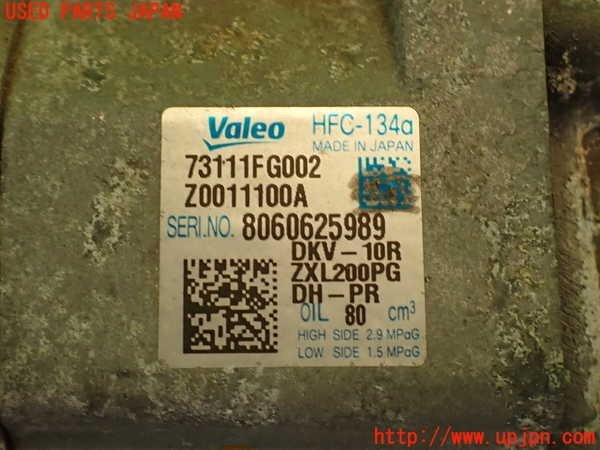 USED PARTS JAPAN
Valeo HFC-134a
MADE IN JAPAN
73111FG002
Z0011100A
SERI.NO. 8060625989
DKV-10R
ZXL200PG
DH-PR
OIL 80 cm³
HIGH SIDE 2.9 MPaG
LOW SIDE 1.5 MPaG
http://www.upjpn.com/